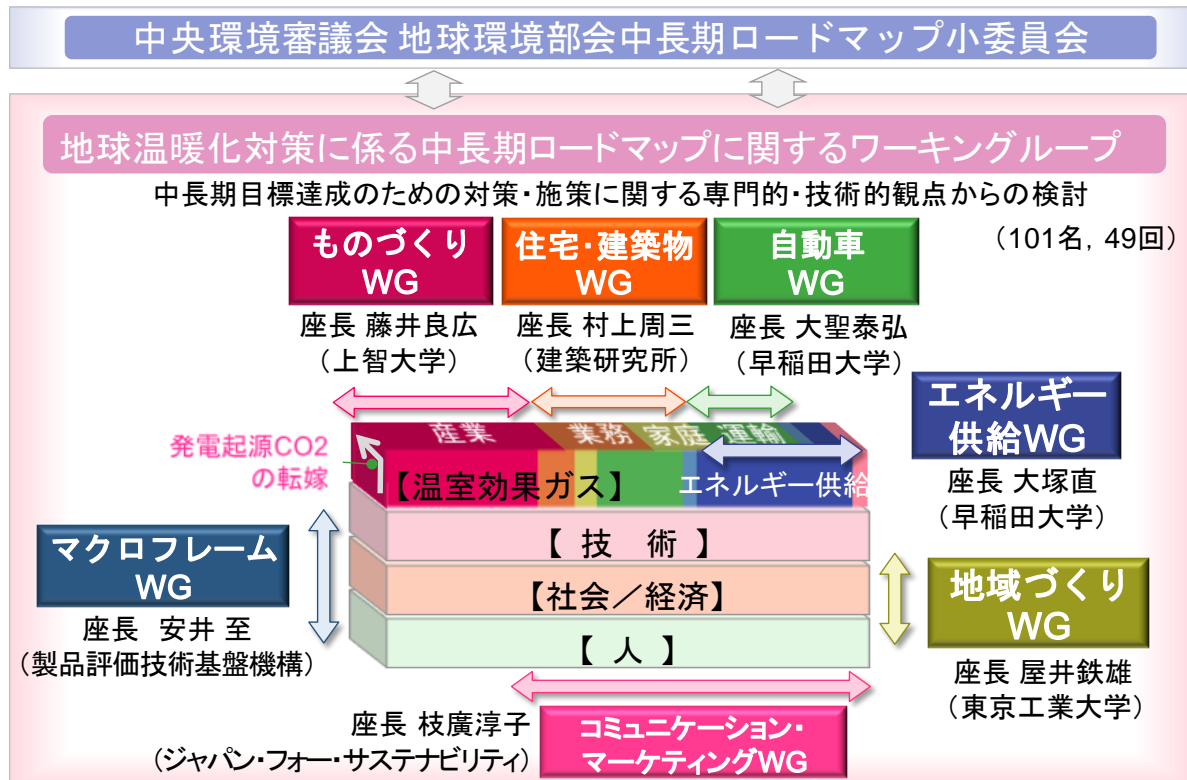 中央環境審議会 地球環境部会中長期ロードマップ小委員会
地球温暖化対策に係る中長期ロードマップに関するワーキンググループ
中長期目標達成のための対策・施策に関する専門的・技術的観点からの検討
（101名，49回）
ものづくり
WG
座長 藤井良広
（上智大学）
住宅・建築物
WG
座長 村上周三
（建築研究所）
自動車
WG
座長 大聖泰弘
（早稲田大学）
エネルギー
供給WG
座長 大塚直
（早稲田大学）
発電起源CO2
の転嫁
産業 業務 家庭 運輸
【温室効果ガス】 エネルギー供給
【 技 術 】
【社会／経済】
【 人 】
マクロフレーム
WG
座長 安井 至
（製品評価技術基盤機構）
地域づくり
WG
座長 屋井鉄雄
（東京工業大学）
座長 枝廣淳子
（ジャパン・フォー・サステナビリティ）
コミュニケーション・
マーケティングWG